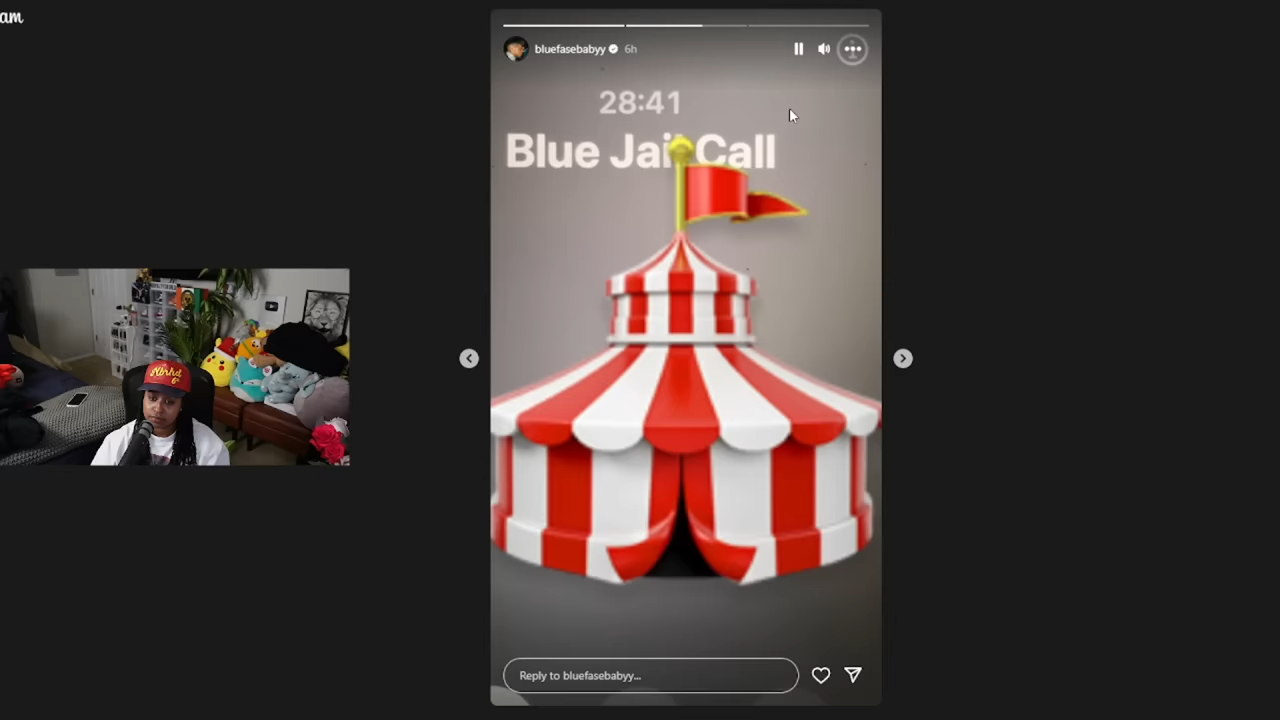 am
bluefasebabyy 6h
28:41
Blue Jail Call
Reply to bluefasebabyy...